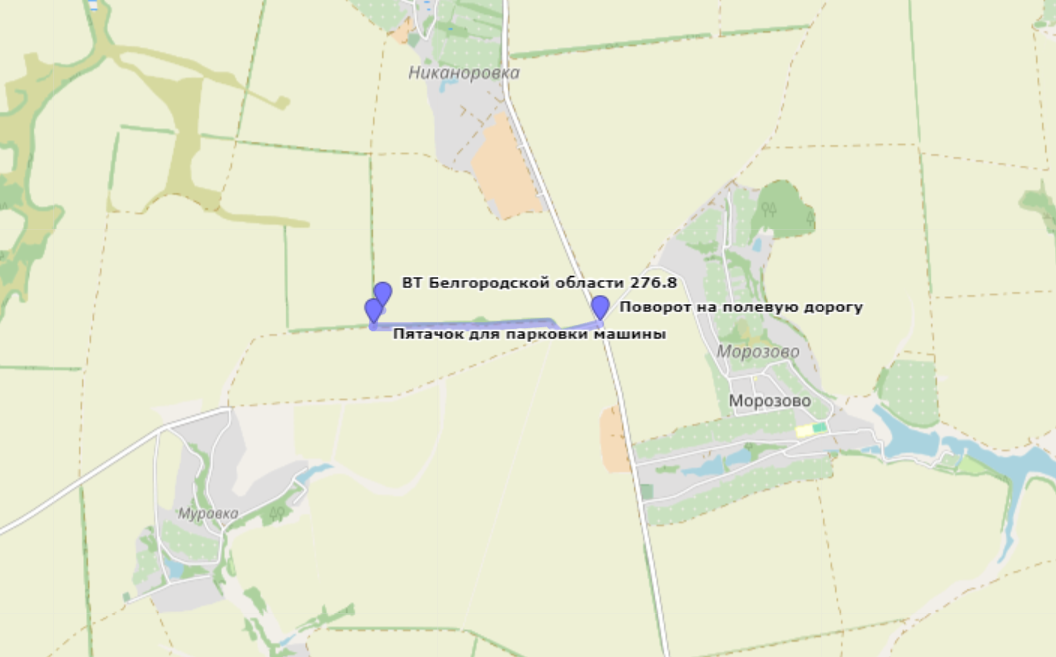 Никаноровка
ВТ Белгородской области 276.8
Поворот на полевую дорогу
Пятачок для парковки машины
Морозово
Морозово
Муравка